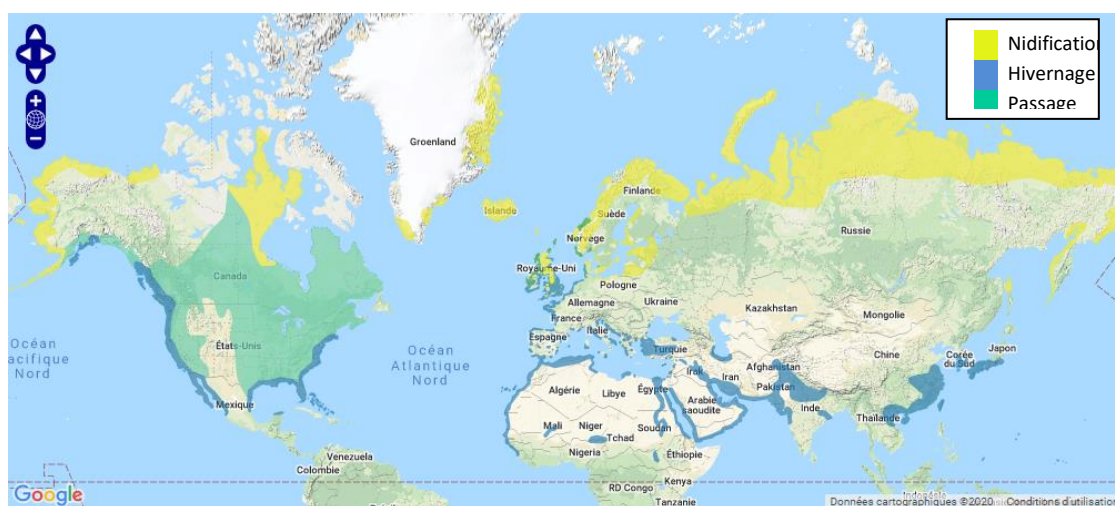 Nidification
Hivernage
Passage
Groenland
Islande
Finlande
Suède
Norvège
Russie
Canada
Royaume-Uni
Pologne
Allemagne
Ukraine
Kazakhstan
Mongolie
France
Italie
Espagne
Turquie
États-Unis
Océan
acifique
Nord
Océan
Atlantique
Nord
Chine
Corée
du Sud
Japon
Afghanistan
Irak
Iran
Pakistan
Algérie
Libye
Égypte
Arabie
saoudite
Inde
Mexique
Mali
Niger
Tchad
Soudan
Thaïlande
Nigeria
Éthiopie
Venezuela
Colombie
Kenya
RD Congo
Tanzanie
Google
Données cartographiques ©2020
Conditions d'utilisation